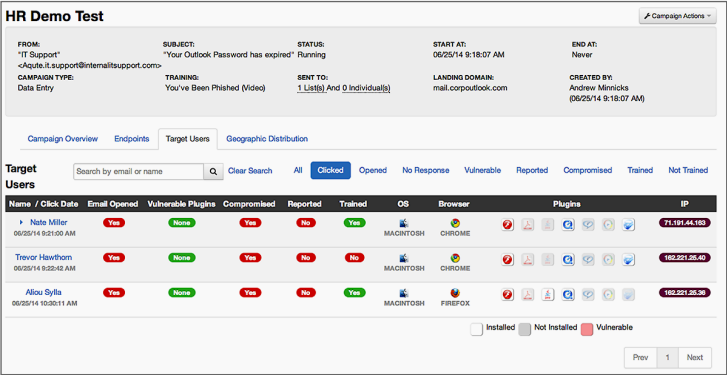 HR Demo Test
Campaign Actions
FROM: SUBJECT: STATUS: START AT: END AT:
"IT Support" "Your Outlook Password has expired" Running 06/25/14 9:18:07 AM Never
<Aqute.it.support@internalitsupport.com>
CAMPAIGN TYPE: TRAINING: SENT TO: LANDING DOMAIN: CREATED BY:
Data Entry You've Been Phished (Video) 1 List(s) And 0 Individual(s) mail.corpoutlook.com Andrew Minnicks
(06/25/14 9:18:07 AM)
Campaign Overview Endpoints Target Users Geographic Distribution
Target Users Search by email or name Clear Search All Clicked Opened No Response Vulnerable Reported Compromised Trained Not Trained
Name / Click Date Email Opened Vulnerable Plugins Compromised Reported Trained OS Browser Plugins IP
Nate Miller Yes None Yes No Yes 71.191.44.163
06/25/14 9:21:00 AM MACINTOSH CHROME
Trevor Hawthorn Yes None Yes No No 162.221.25.40
06/25/14 9:22:42 AM MACINTOSH CHROME
Aliou Sylla Yes None Yes No Yes 162.221.25.36
06/25/14 10:30:11 AM MACINTOSH FIREFOX
Installed Not Installed Vulnerable
Prev 1 Next